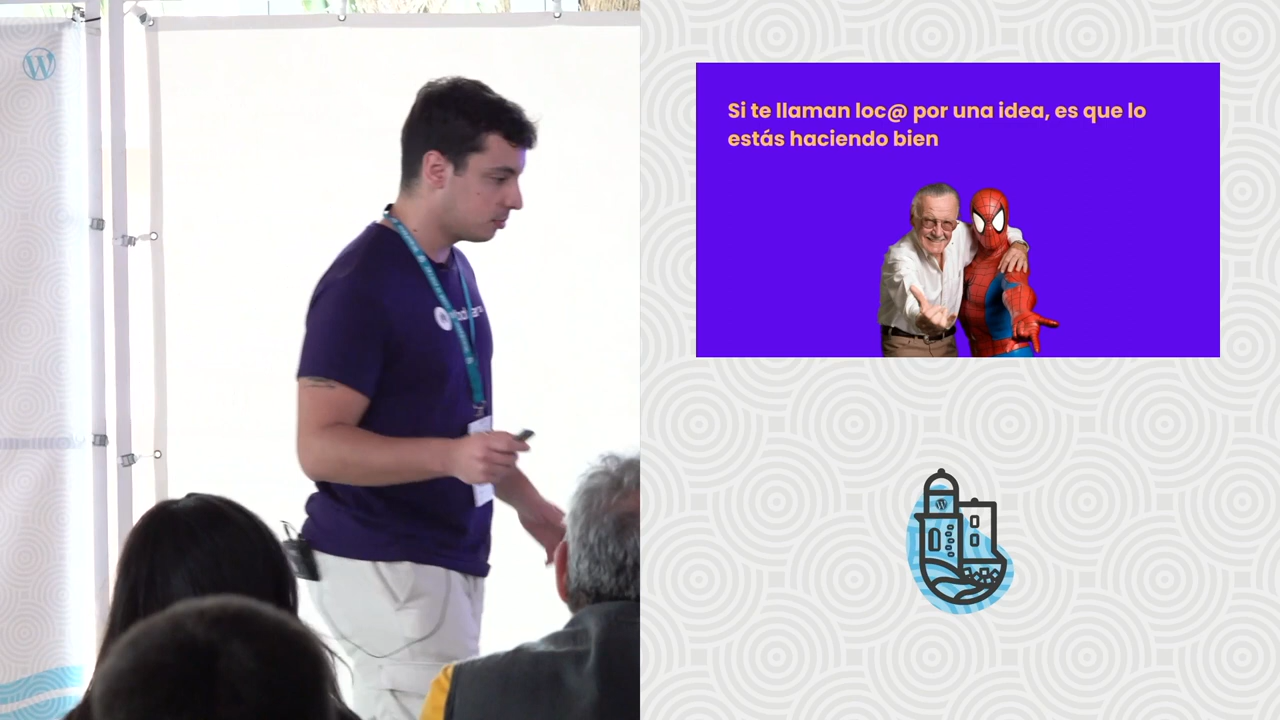 Si te llaman loc@ por una idea, es que lo
estás haciendo bien